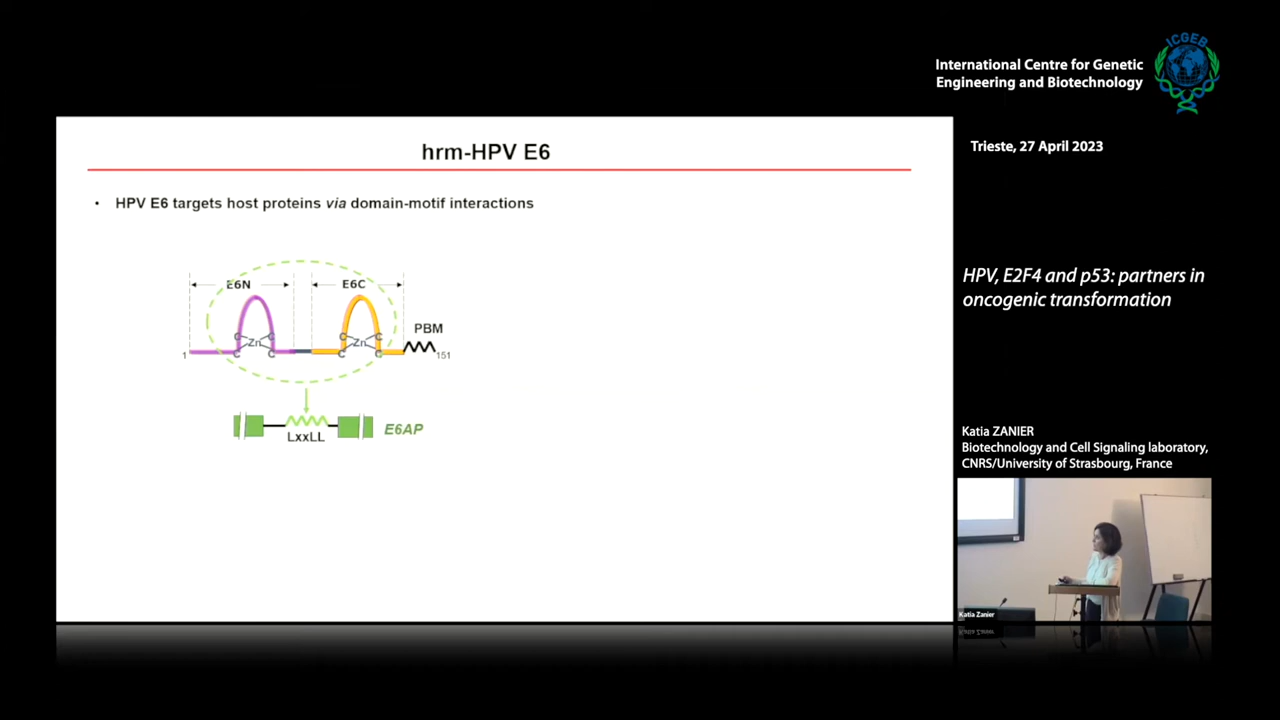 ICGEB
International Centre for Genetic
Engineering and Biotechnology
Trieste, 27 April 2023
hrm-HPV E6
• HPV E6 targets host proteins via domain-motif interactions
E6N
E6C
PBM
C C C C
Zn Zn
C C C C
1
151
LxxLL
E6AP
HPV, E2F4 and p53: partners in
oncogenic transformation
Katia ZANIER
Biotechnology and Cell Signaling laboratory,
CNRS/University of Strasbourg, France
Katia Zanier